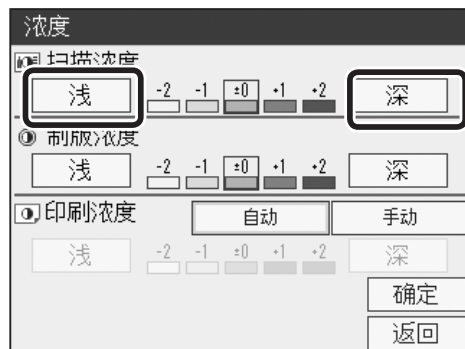 浓度
扫描浓度
浅 -2 -1 ±0 +1 +2 深
制版浓度
浅 -2 -1 ±0 +1 +2 深
印刷浓度 自动 手动
浅 -2 -1 ±0 +1 +2 深
确定
返回